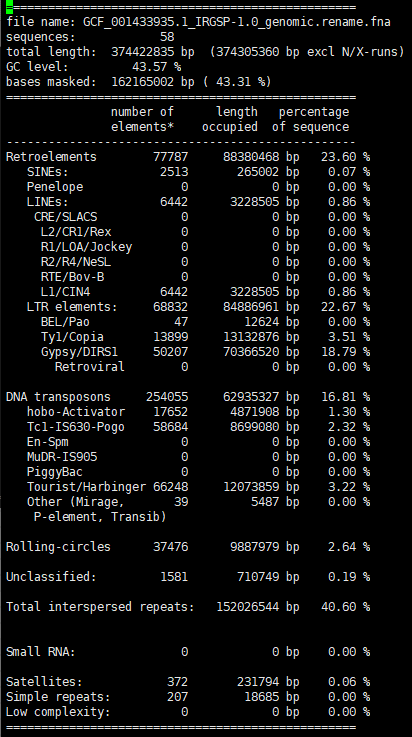 ==================================================
file name: GCF_001433935.1_IRGSP-1.0_genomic.rename.fna
sequences:            58
total length:  374422835 bp  (374305360 bp excl N/X-runs)
GC level:         43.57 %
bases masked:  162165002 bp ( 43.31 %)
==================================================
               number of      length   percentage
               elements*    occupied  of sequence
--------------------------------------------------
Retroelements        77787     88380468 bp   23.60 %
   SINEs:             2513       265002 bp    0.07 %
   Penelope              0            0 bp    0.00 %
   LINEs:             6442      3228505 bp    0.86 %
    CRE/SLACS            0            0 bp    0.00 %
     L2/CR1/Rex          0            0 bp    0.00 %
     R1/LOA/Jockey       0            0 bp    0.00 %
     R2/R4/NeSL          0            0 bp    0.00 %
     RTE/Bov-B           0            0 bp    0.00 %
     L1/CIN4          6442      3228505 bp    0.86 %
   LTR elements:     68832     84886961 bp   22.67 %
     BEL/Pao            47        12624 bp    0.00 %
     Ty1/Copia       13899     13132876 bp    3.51 %
     Gypsy/DIRS1     50207     70366520 bp   18.79 %
       Retroviral        0            0 bp    0.00 %
DNA transposons     254055     62935327 bp   16.81 %
   hobo-Activator    17652      4871908 bp    1.30 %
   Tc1-IS630-Pogo    58684      8699080 bp    2.32 %
   En-Spm                0            0 bp    0.00 %
   MuDR-IS905            0            0 bp    0.00 %
   PiggyBac              0            0 bp    0.00 %
   Tourist/Harbinger 66248     12073859 bp    3.22 %
   Other (Mirage,       39         5487 bp    0.00 %
    P-element, Transib)
Rolling-circles      37476      9887979 bp    2.64 %
Unclassified:         1581       710749 bp    0.19 %
Total interspersed repeats:   152026544 bp   40.60 %
Small RNA:               0            0 bp    0.00 %
Satellites:            372       231794 bp    0.06 %
Simple repeats:        207        18685 bp    0.00 %
Low complexity:          0            0 bp    0.00 %
==================================================